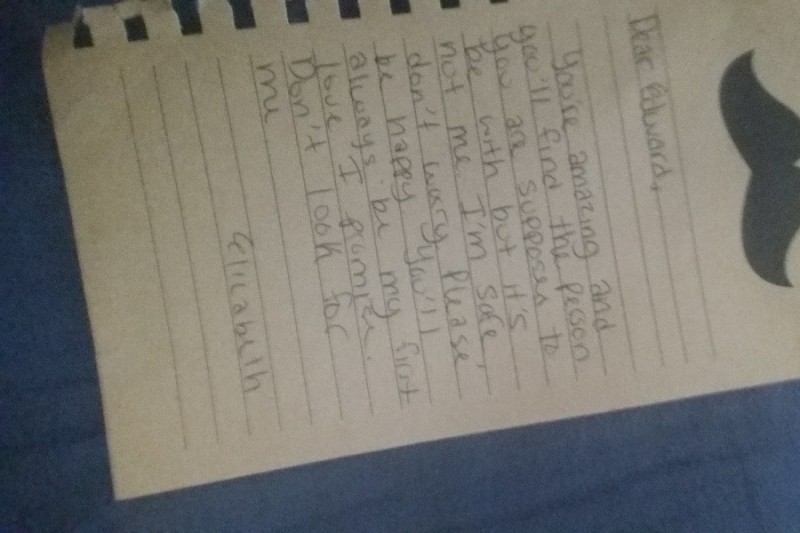 Dear Edward,
You're amazing and
you'll find the person
you are supposen to
be with but it's
not me. I'm safe,
don't worry. Please
be happy. You'll
always be my first
love I promize.
Don't look for
me
Elizabeth